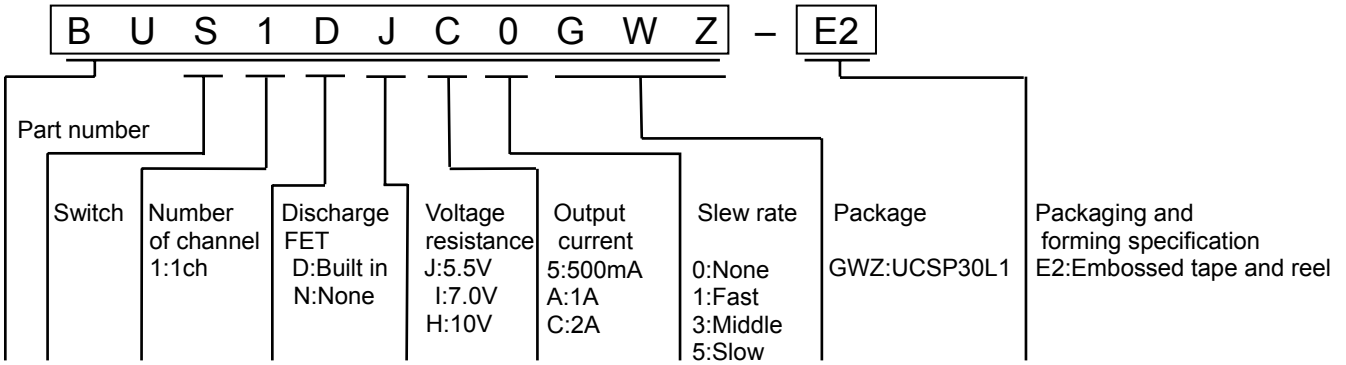 B U S 1 D J C 0 G W Z – E2
Part number
Switch
Number
of channel
1:1ch
Discharge
FET
D:Built in
N:None
Voltage
resistance
J:5.5V
I:7.0V
H:10V
Output
current
5:500mA
A:1A
C:2A
Slew rate
0:None
1:Fast
3:Middle
5:Slow
Package
GWZ:UCSP30L1
Packaging and
forming specification
E2:Embossed tape and reel